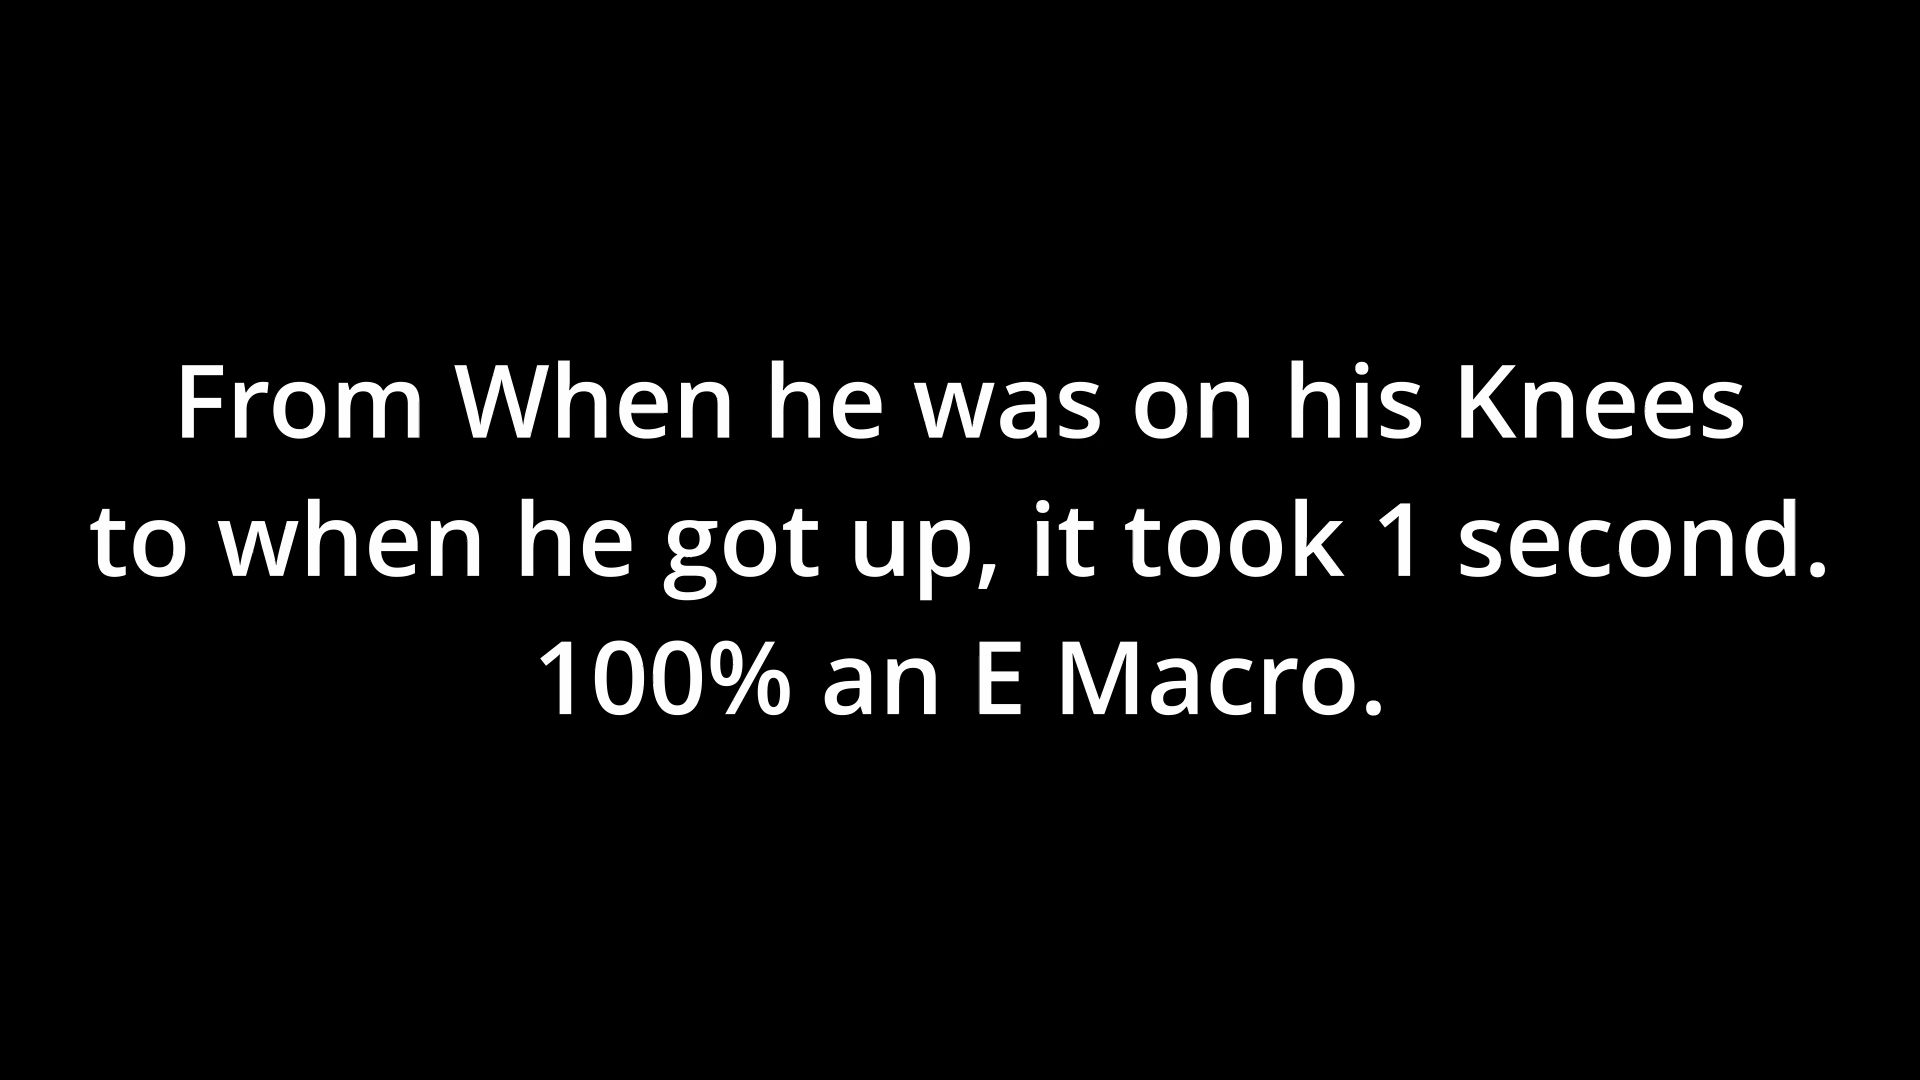 From When he was on his Knees
to when he got up, it took 1 second.
100% an E Macro.